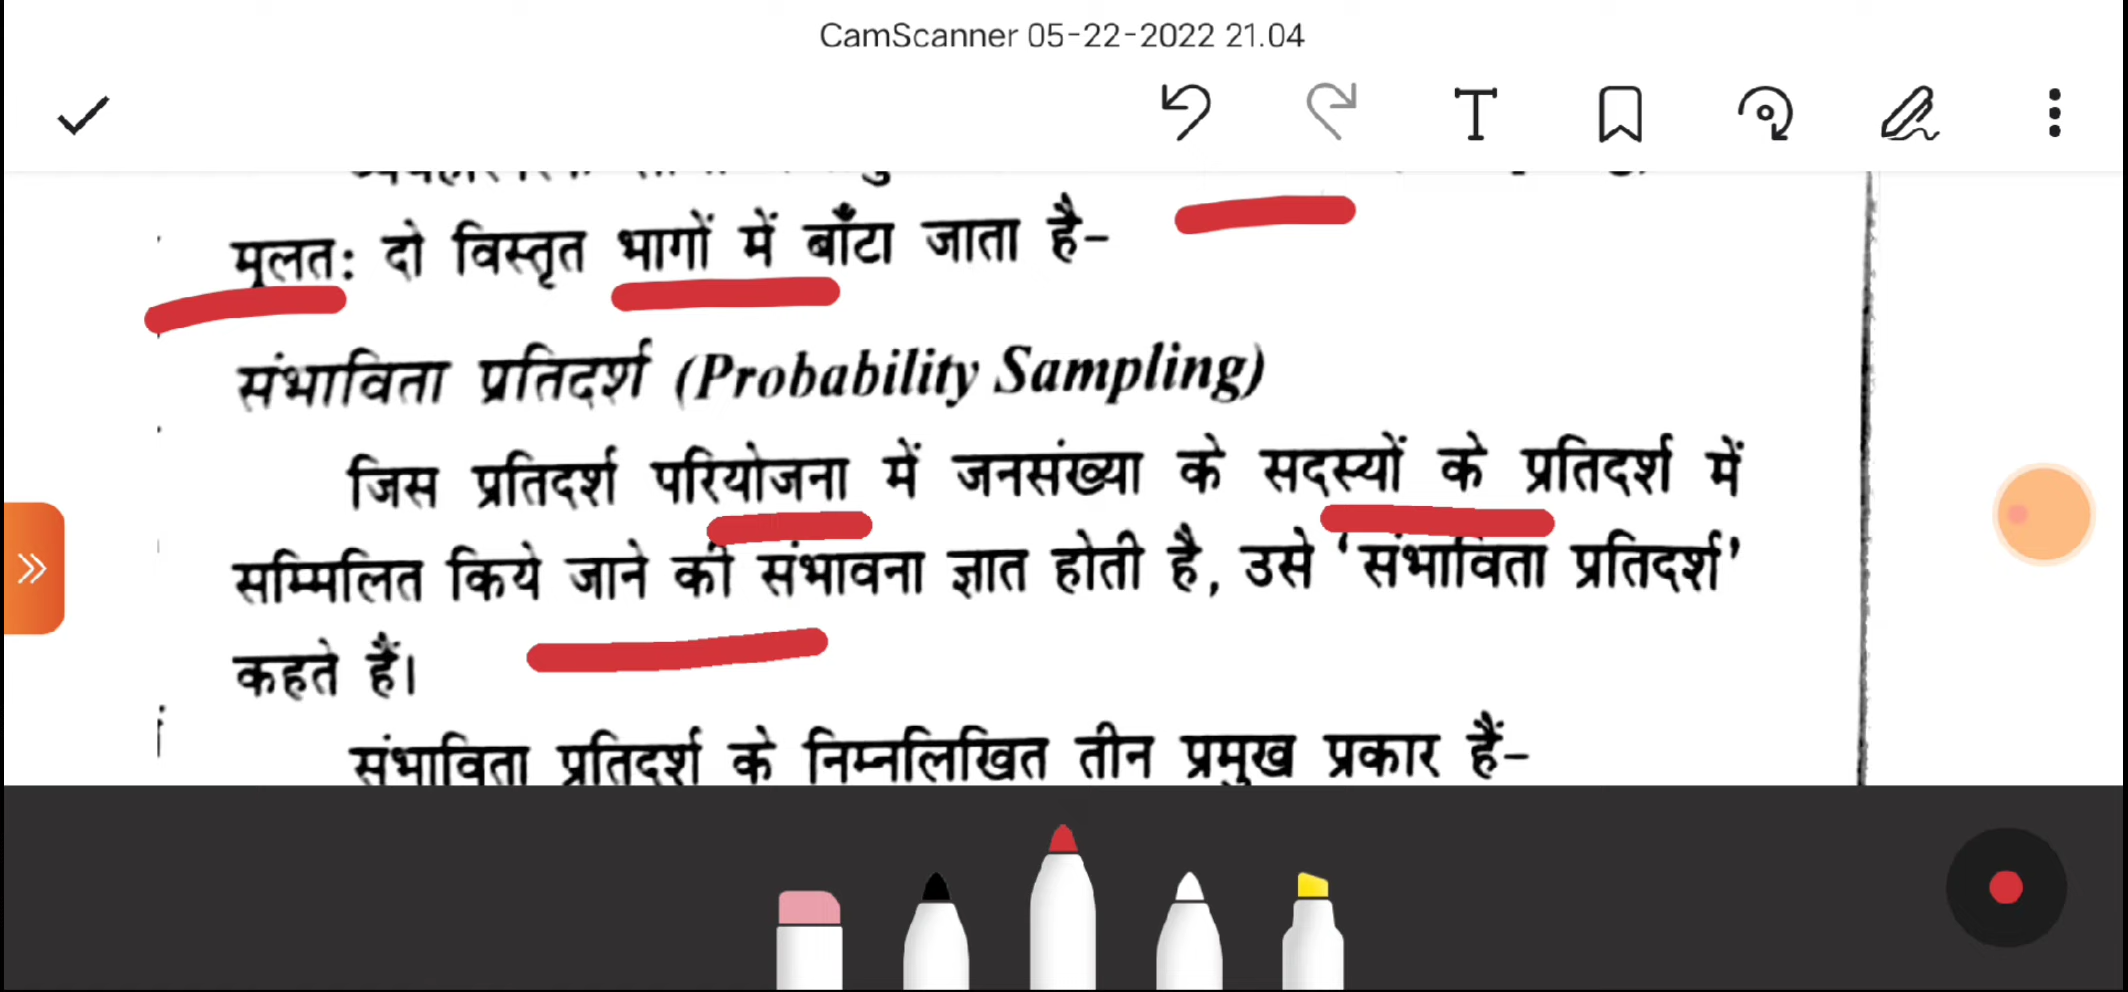 CamScanner 05-22-2022 21.04
मूलत: दो विस्तृत भागों में बाँटा जाता है-
संभाविता प्रतिदर्श (Probability Sampling)
जिस प्रतिदर्श परियोजना में जनसंख्या के सदस्यों के प्रतिदर्श में
सम्मिलित किये जाने की संभावना ज्ञात होती है, उसे ‘संभाविता प्रतिदर्श’
कहते हैं।
संभाविता प्रतिदर्श के निम्नलिखित तीन प्रमुख प्रकार हैं-